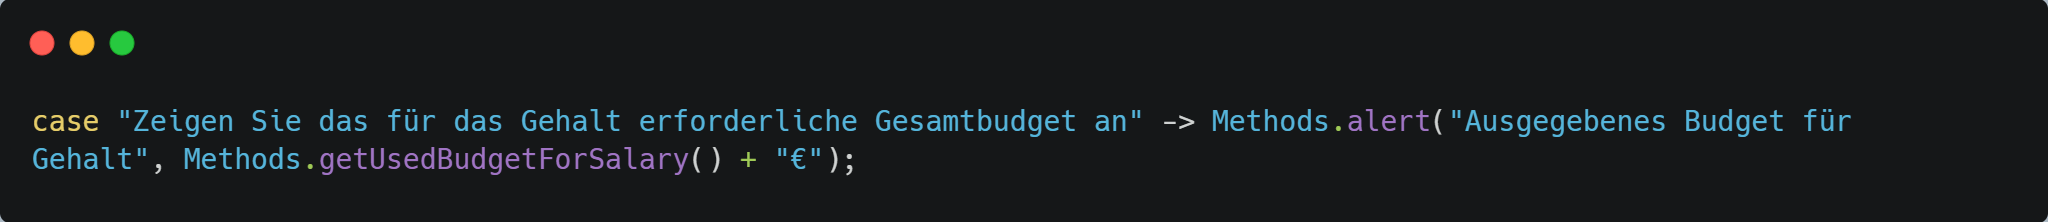 case "Zeigen Sie das für das Gehalt erforderliche Gesamtbudget an" -> Methods.alert("Ausgegebenes Budget für
Gehalt", Methods.getUsedBudgetForSalary() + "€");